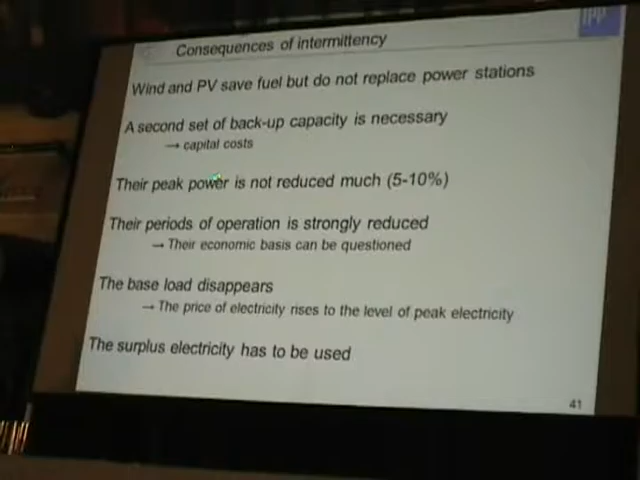 IPP
Consequences of intermittency
Wind and PV save fuel but do not replace power stations
A second set of back-up capacity is necessary
→ capital costs
Their peak power is not reduced much (5-10%)
Their periods of operation is strongly reduced
→ Their economic basis can be questioned
The base load disappears
→ The price of electricity rises to the level of peak electricity
The surplus electricity has to be used
41